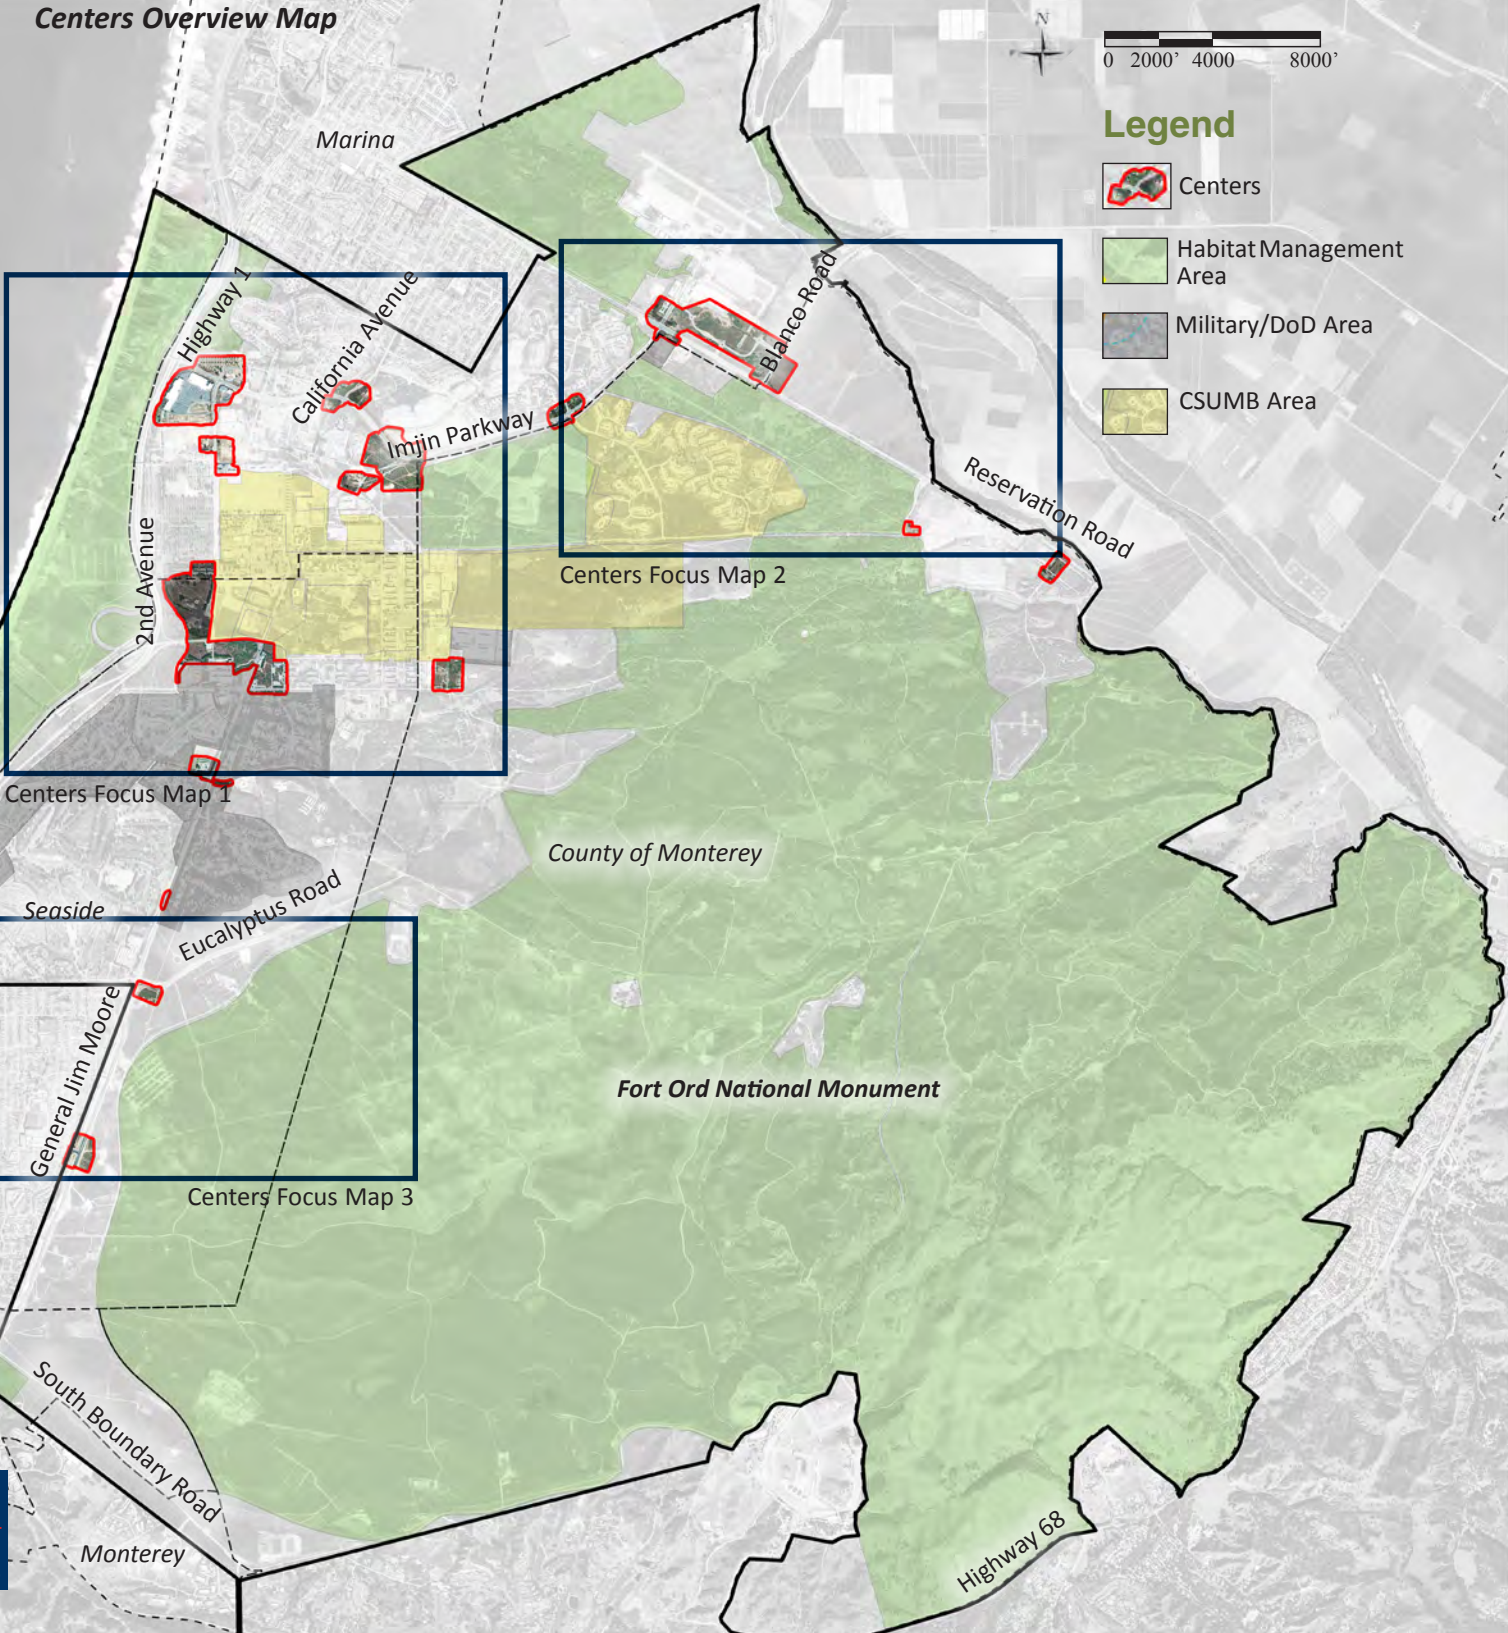 Centers Overview Map
N
0 2000' 4000 8000'
Legend
Centers
Habitat Management
Area
Military/DoD Area
CSUMB Area
Marina
Highway 1
California Avenue
Blanco Road
Imjin Parkway
Reservation Road
2nd Avenue
Centers Focus Map 2
Centers Focus Map 1
County of Monterey
Seaside
Eucalyptus Road
General Jim Moore
Fort Ord National Monument
Centers Focus Map 3
South Boundary Road
Monterey
Highway 68